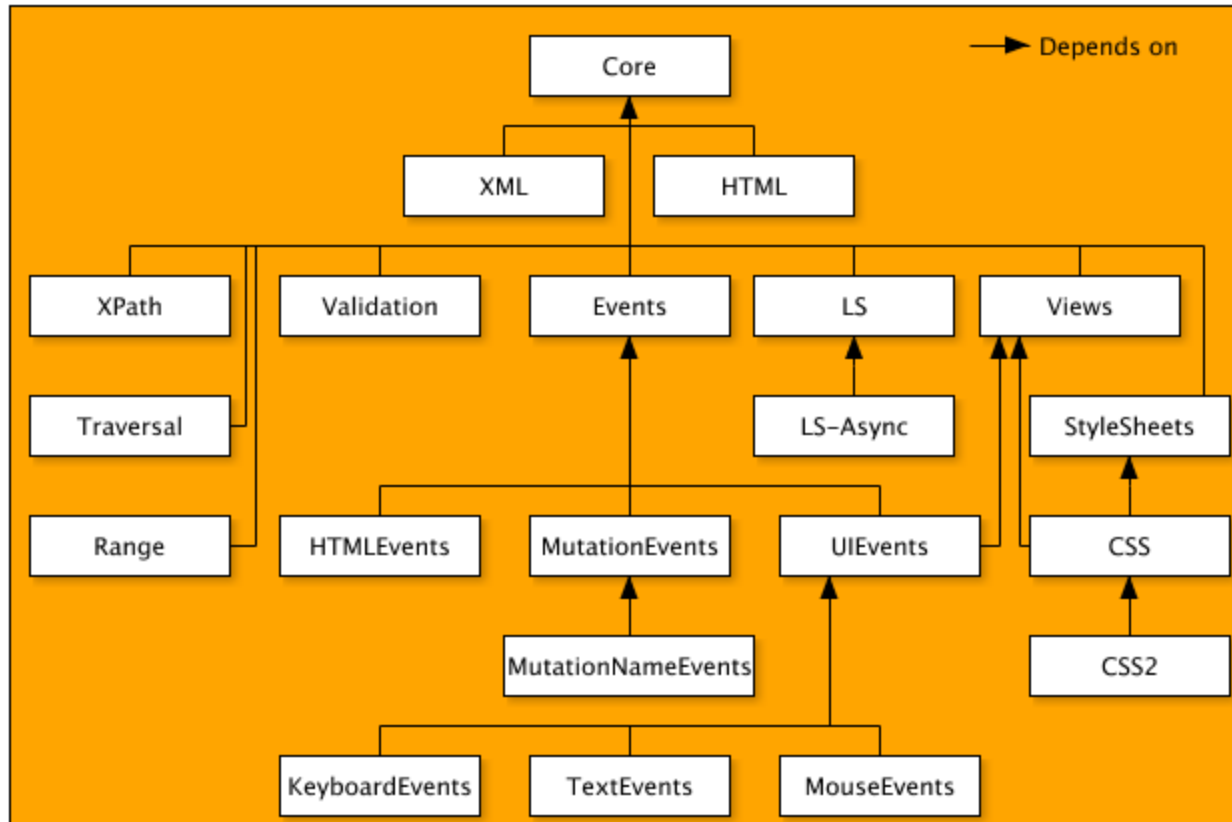 Core
Depends on
XML
HTML
XPath
Validation
Events
LS
Views
Traversal
LS-Async
StyleSheets
Range
HTMLEvents
MutationEvents
UIEvents
CSS
MutationNameEvents
CSS2
KeyboardEvents
TextEvents
MouseEvents